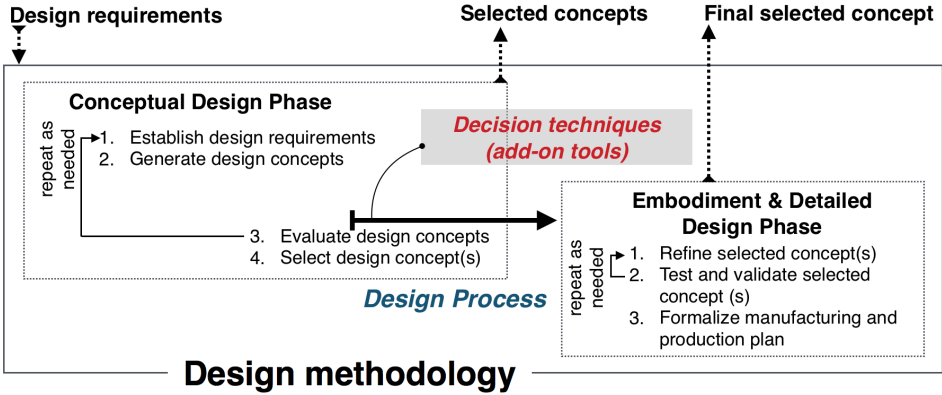 Design requirements
Selected concepts
Final selected concept
Conceptual Design Phase
repeat as
needed
1. Establish design requirements
2. Generate design concepts
3. Evaluate design concepts
4. Select design concept(s)
Decision techniques
(add-on tools)
Design Process
Embodiment & Detailed
Design Phase
repeat as
needed
1. Refine selected concept(s)
2. Test and validate selected
concept (s)
3. Formalize manufacturing and
production plan
Design methodology